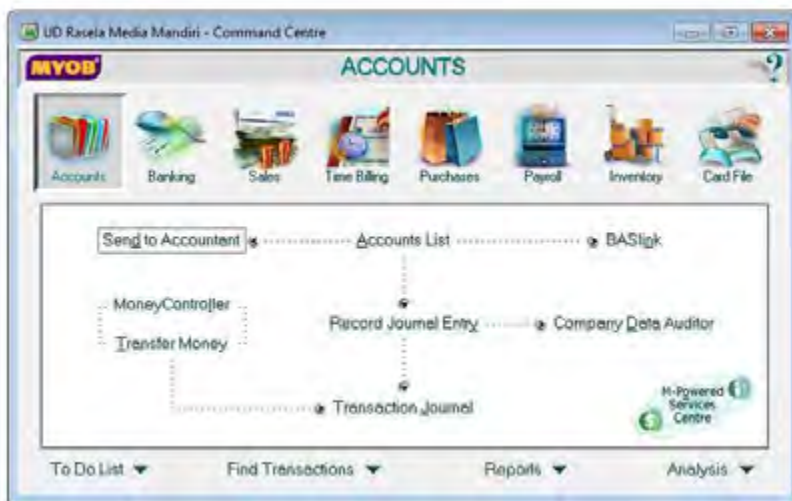 UD Rasela Media Mandiri - Command Centre
MYOB
ACCOUNTS
?
Accounts Banking Sales Time Billing Purchases Payroll Inventory Card File
Send to Accountant Accounts List BASlink
MoneyController
Record Journal Entry Company Data Auditor
Transfer Money
Transaction Journal
M-Powered
Services
Centre
To Do List Find Transactions Reports Analysis